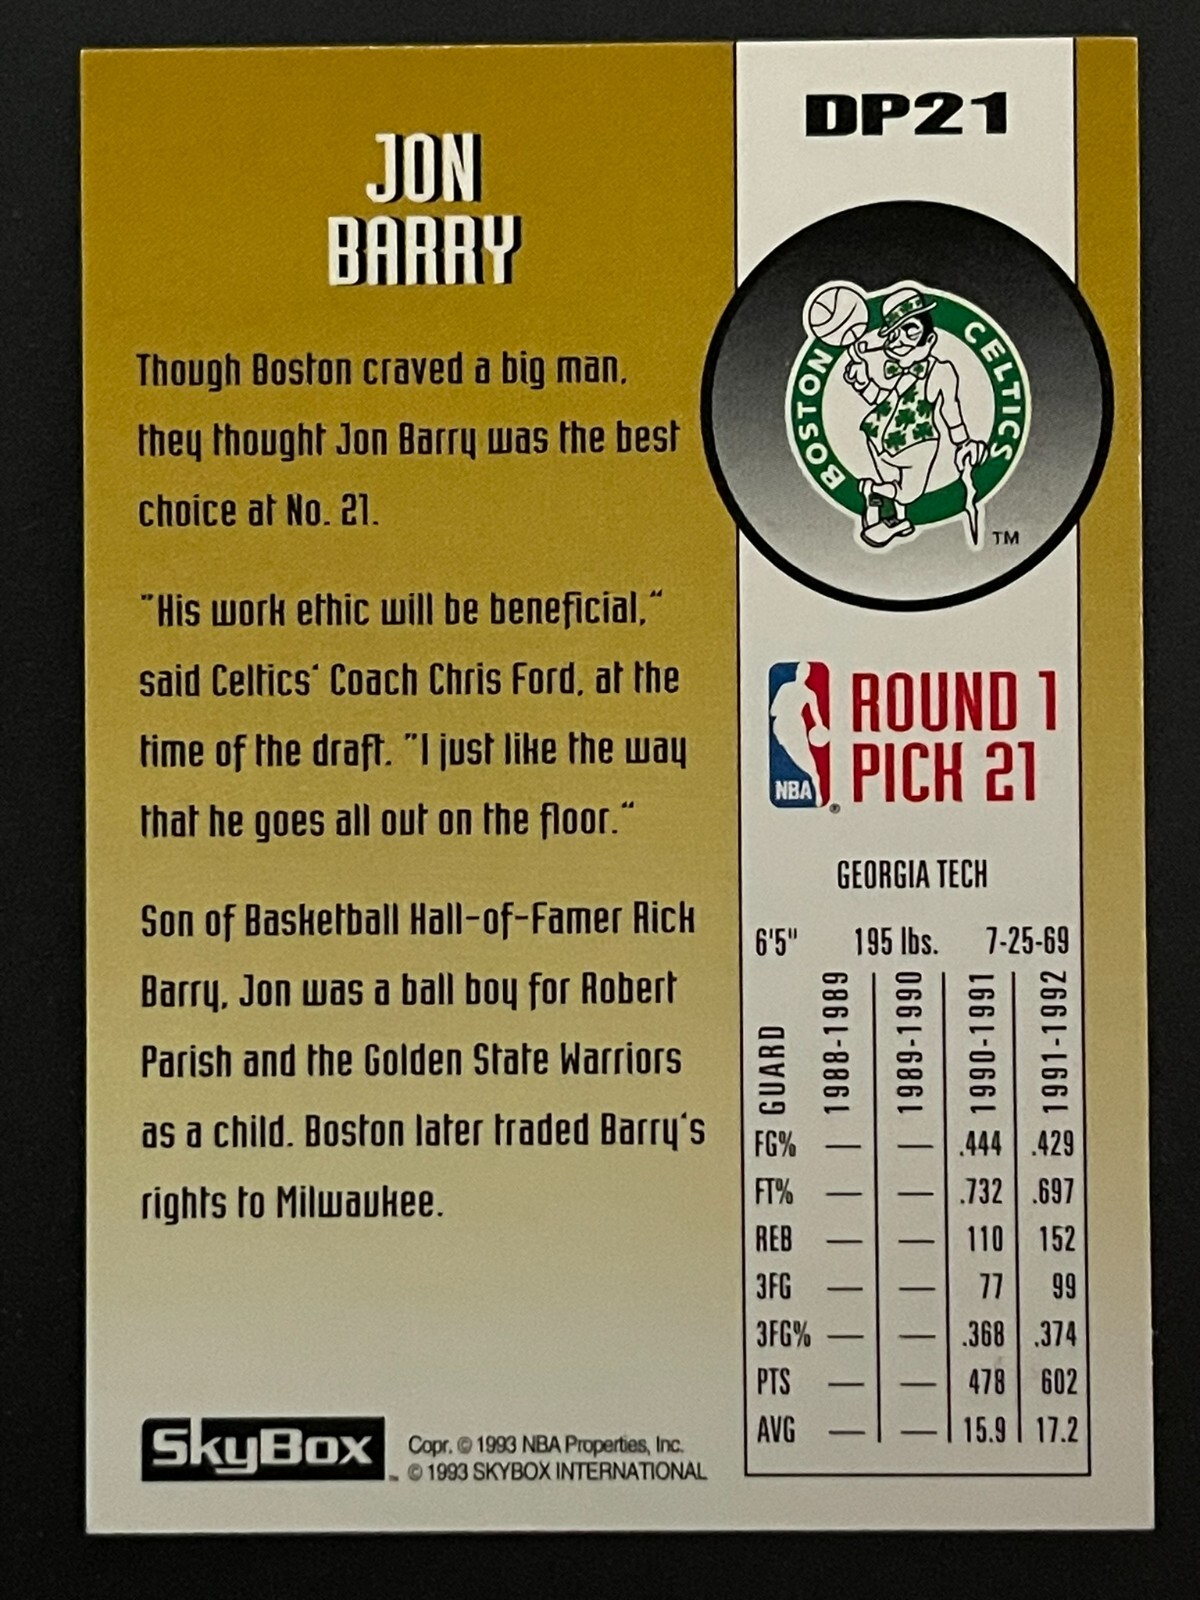 DP21
JON
BARRY
Though Boston craved a big man,
they thought Jon Barry was the best
choice at No. 21.
"His work ethic will be beneficial,"
said Celtics' Coach Chris Ford, at the
time of the draft. "I just like the way
that he goes all out on the floor."
Son of Basketball Hall-of-Famer Rick
Barry, Jon was a ball boy for Robert
Parish and the Golden State Warriors
as a child. Boston later traded Barry's
rights to Milwaukee.
SkyBox™
Copr. © 1993 NBA Properties, Inc.
© 1993 SKYBOX INTERNATIONAL
BOSTON CELTICS
TM
NBA®
ROUND 1
PICK 21
GEORGIA TECH
6'5" 195 lbs. 7-25-69
GUARD 1988-1989 1989-1990 1990-1991 1991-1992
FG% — — .444 .429
FT% — — .732 .697
REB — — 110 152
3FG — — 77 99
3FG% — — .368 .374
PTS — — 478 602
AVG — — 15.9 17.2